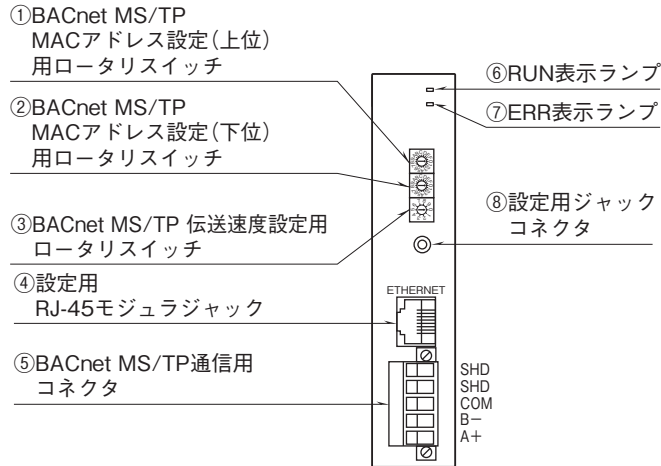 ①BACnet MS/TP
MACアドレス設定(上位)
用ロータリスイッチ
②BACnet MS/TP
MACアドレス設定(下位)
用ロータリスイッチ
③BACnet MS/TP 伝送速度設定用
ロータリスイッチ
④設定用
RJ-45モジュラジャック
⑤BACnet MS/TP通信用
コネクタ
⑥RUN表示ランプ
⑦ERR表示ランプ
⑧設定用ジャック
コネクタ
ETHERNET
SHD
SHD
COM
B−
A+